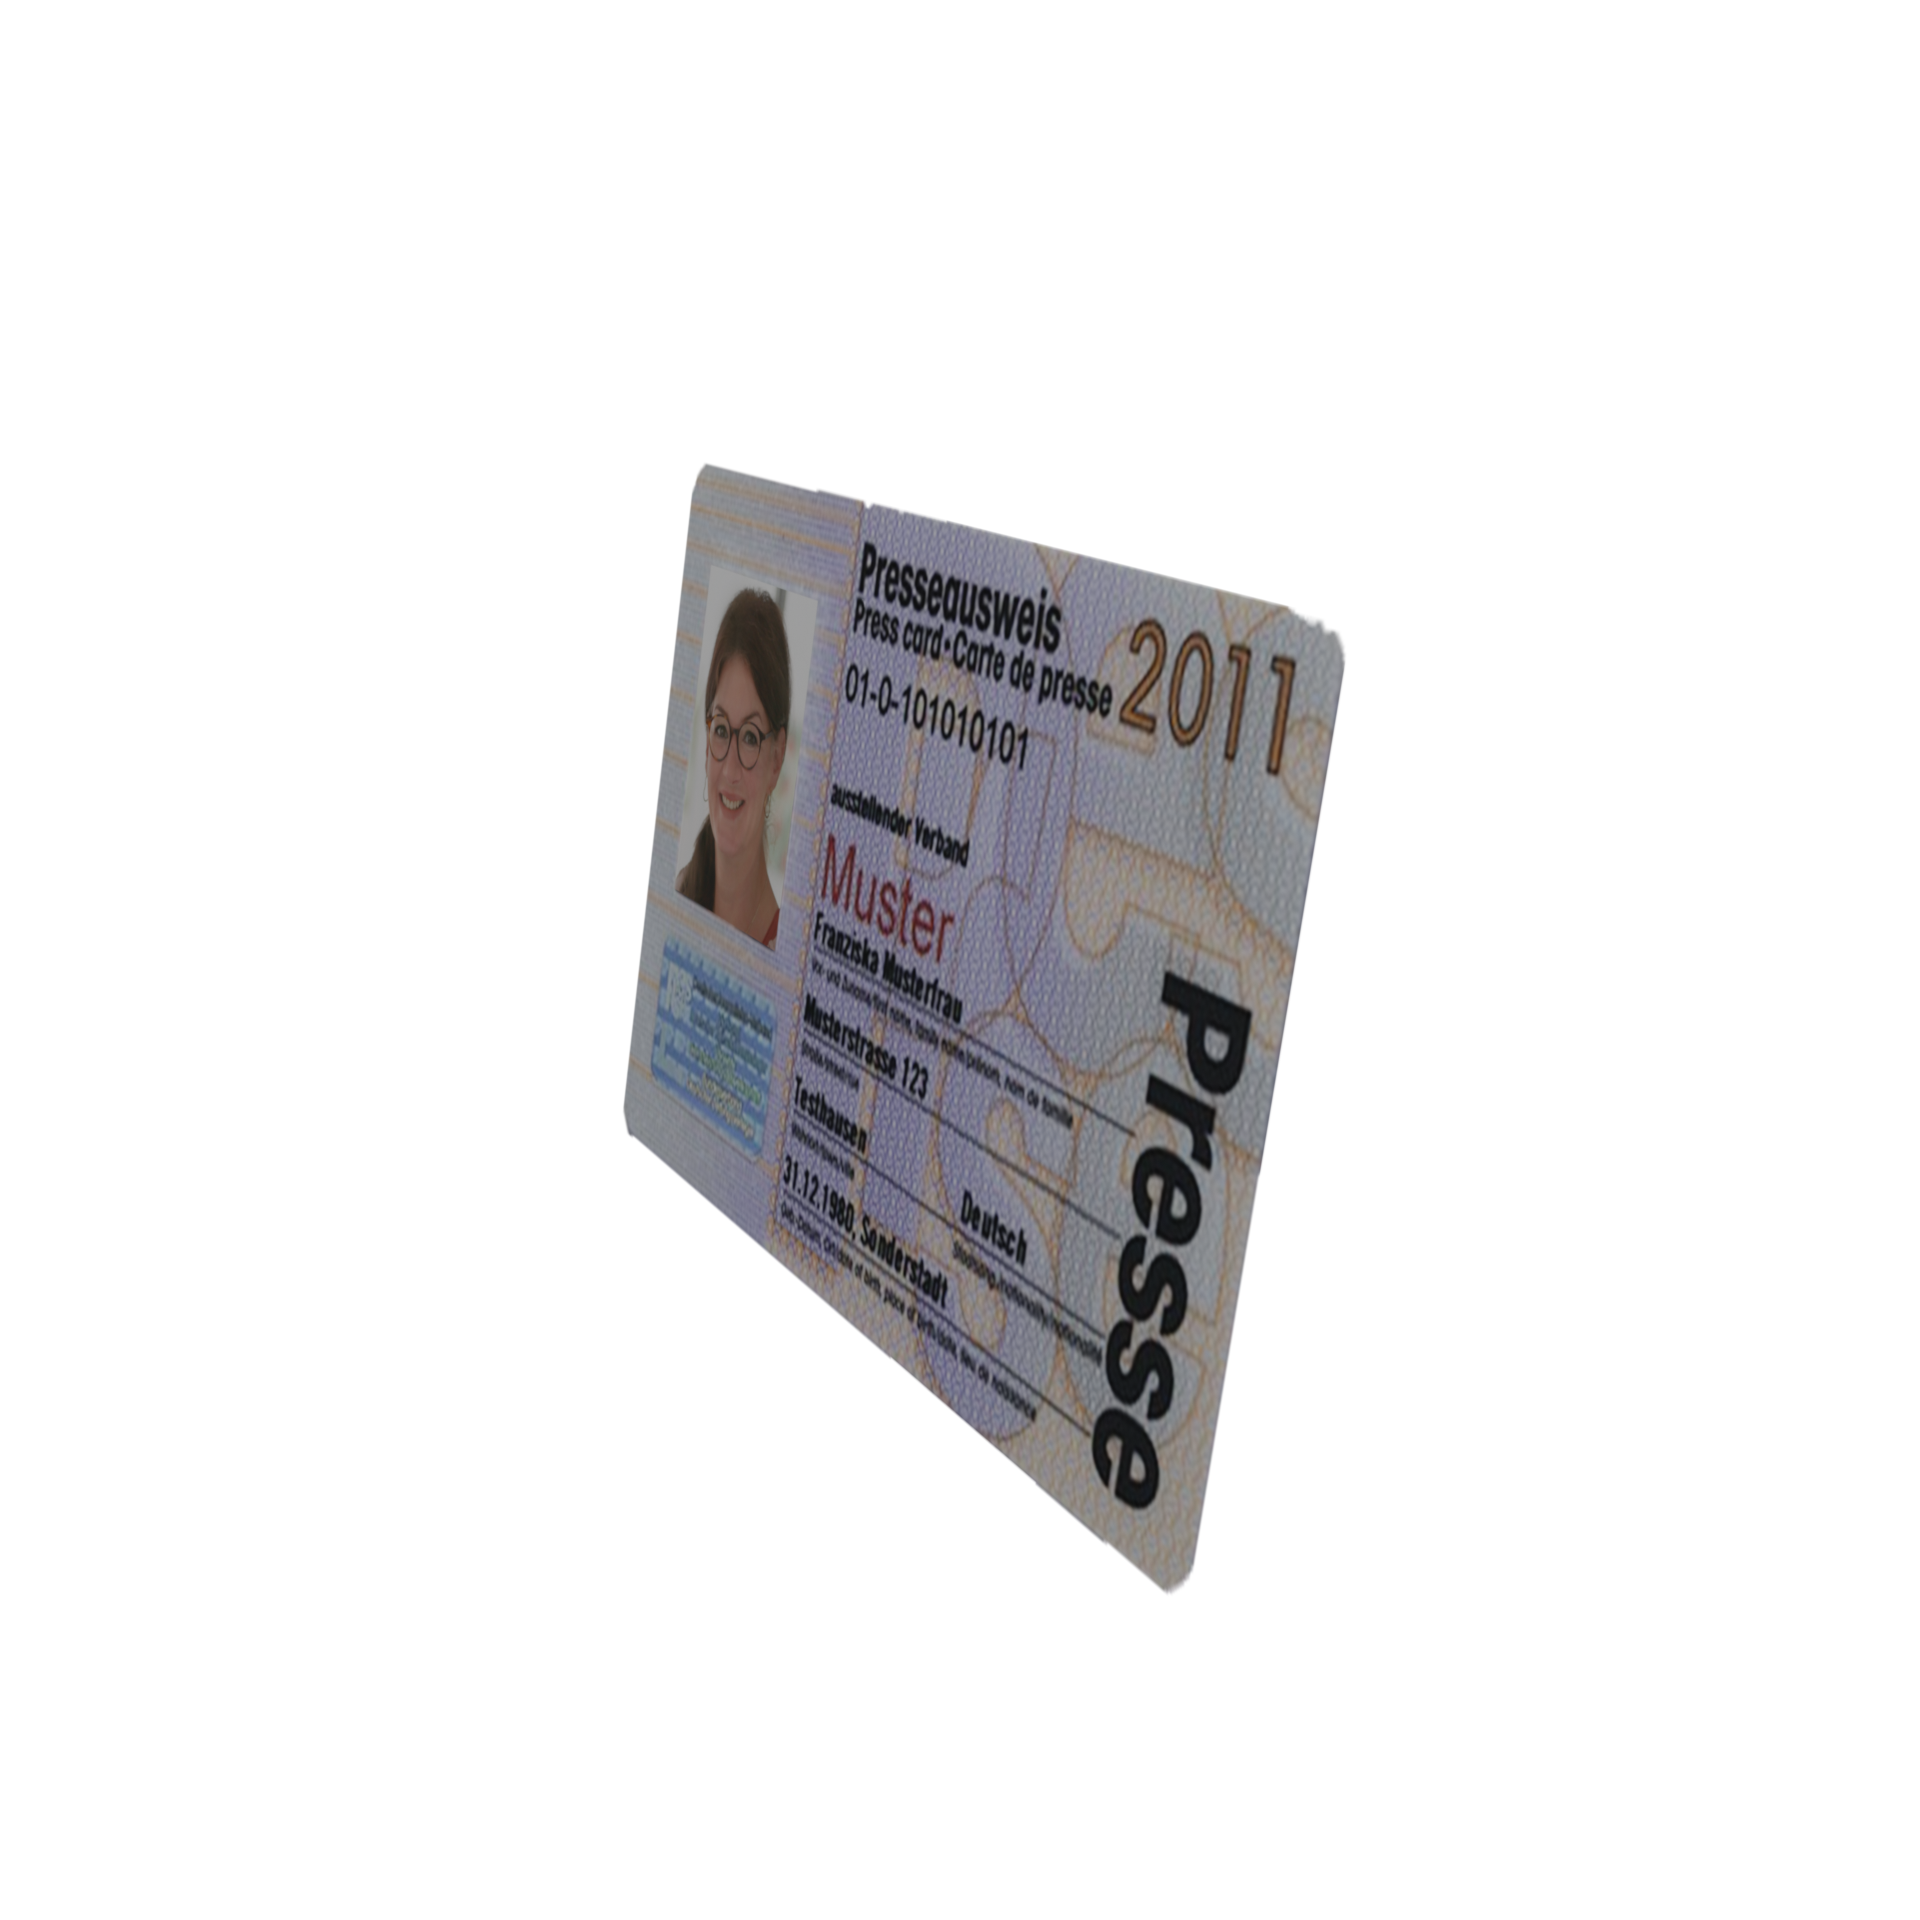 Presseausweis
Press card•Carte de presse
2011
01-0-101010101
ausstellender Verband
Muster
Franziska Musterfrau
Musterstrasse 123
Testhausen
Deutsch
31.12.1980, Sonderstadt
Presse